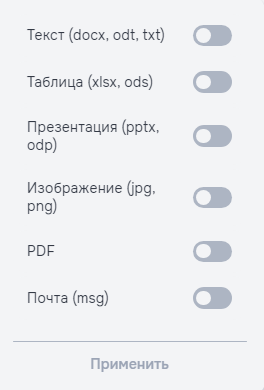 Текст (docx, odt, txt)
Таблица (xlsx, ods)
Презентация (pptx,
odp)
Изображение (jpg,
png)
PDF
Почта (msg)
Применить